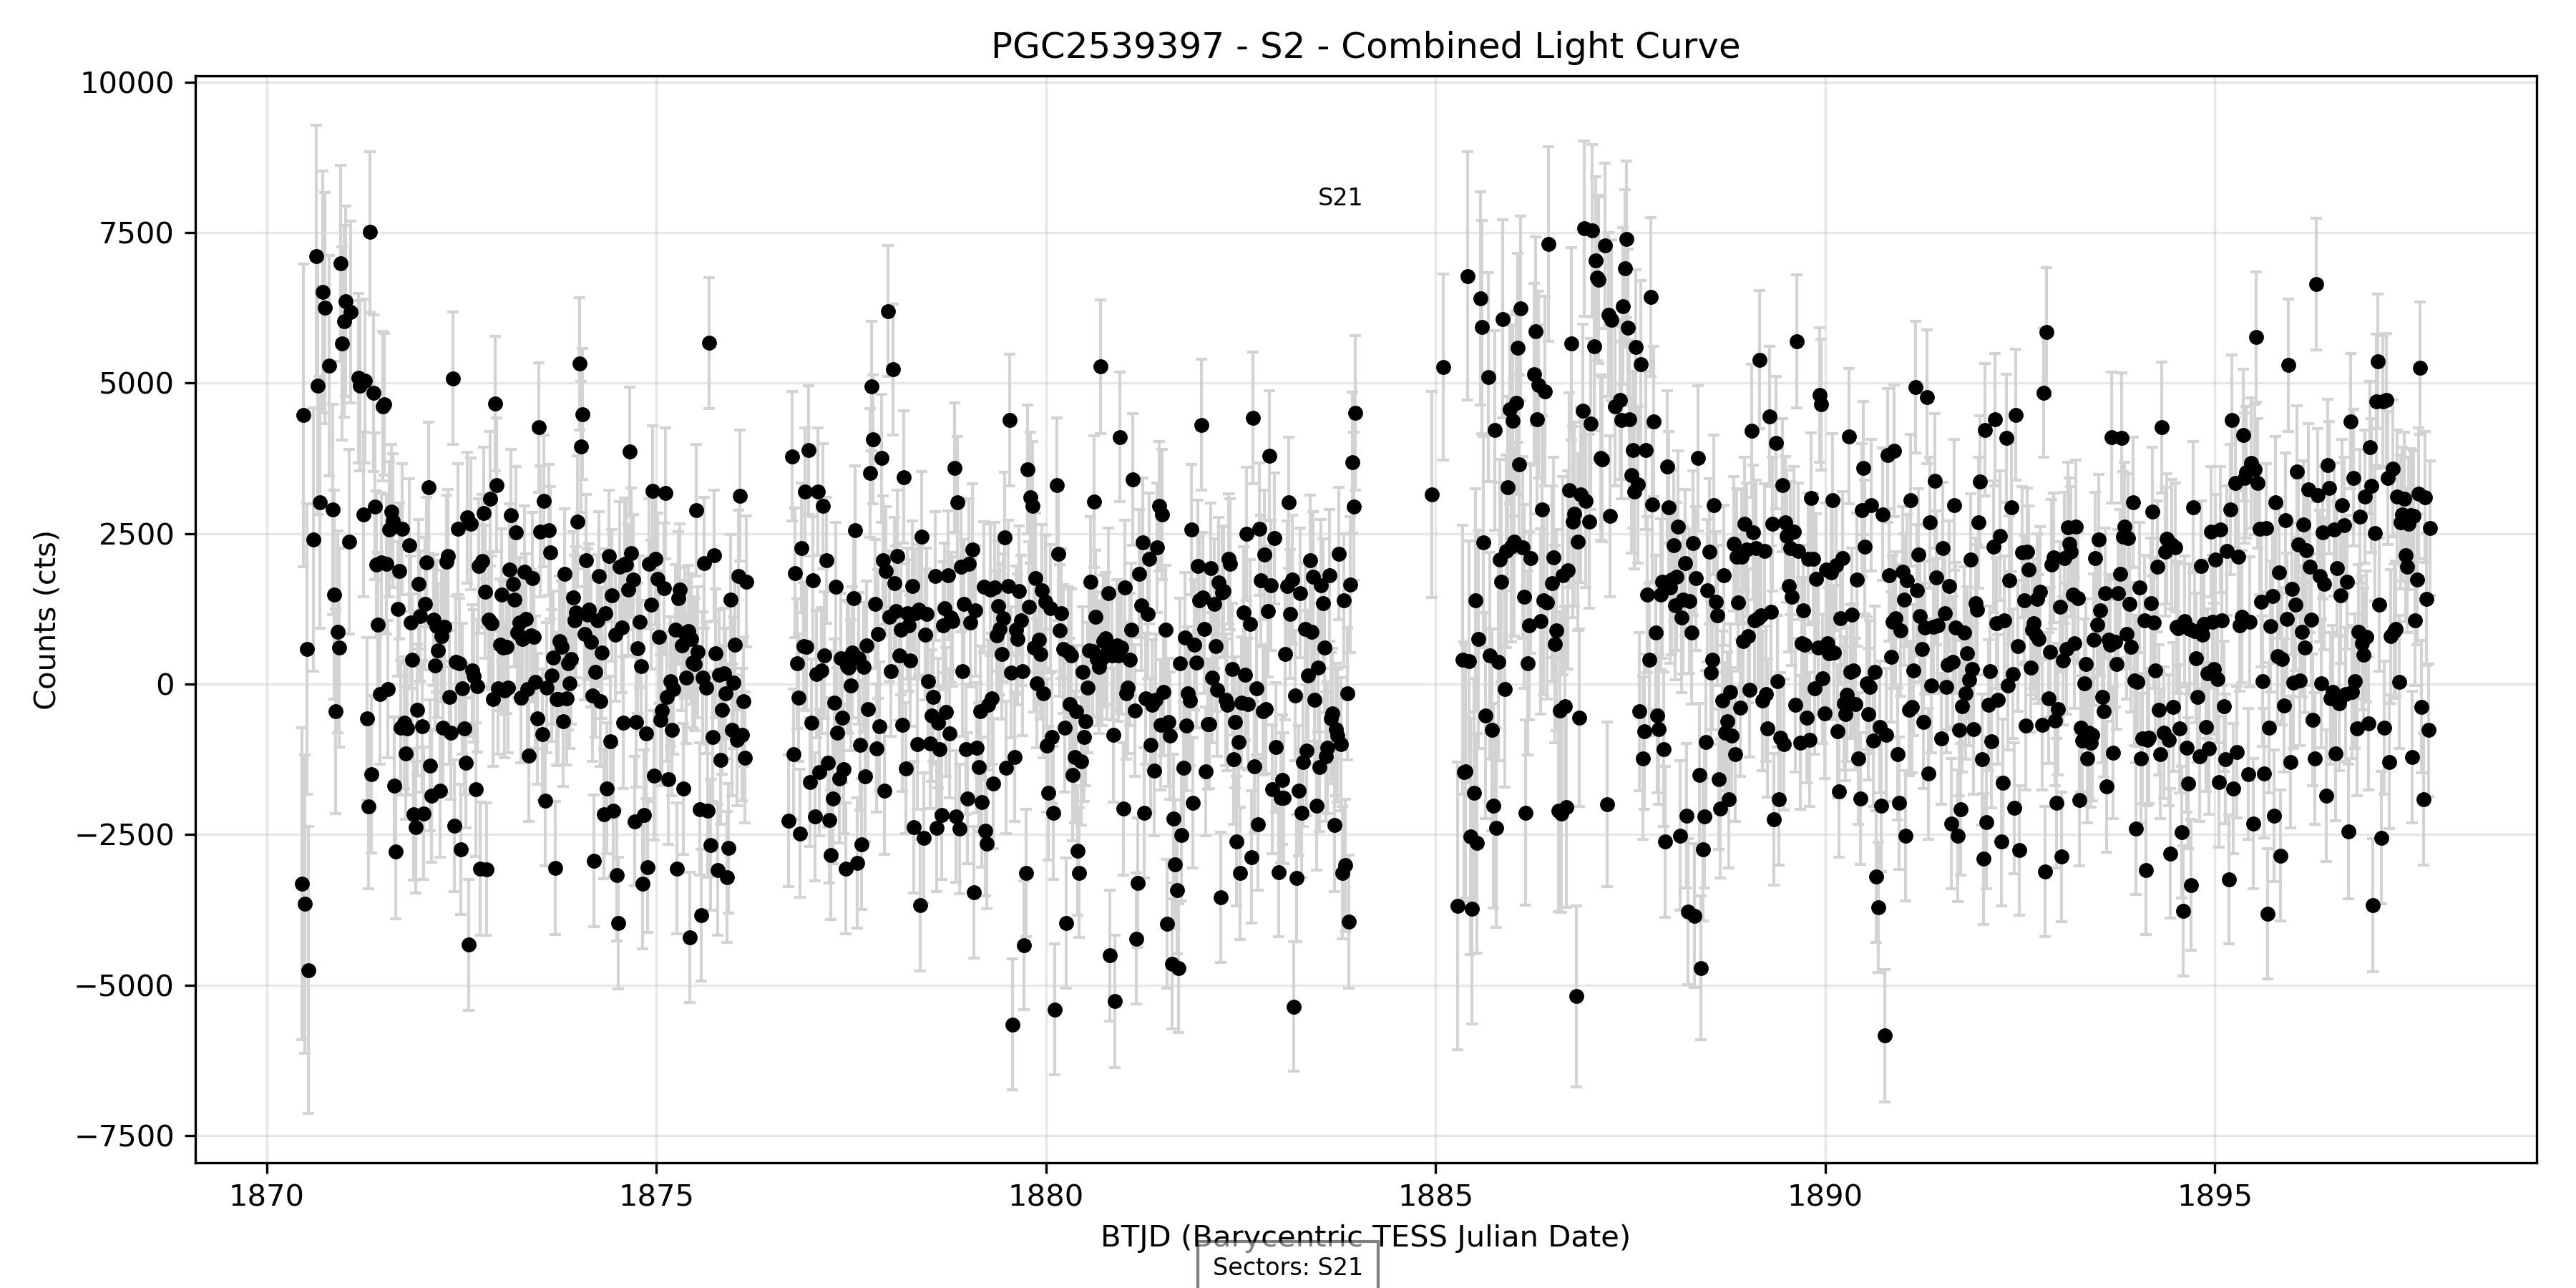 PGC2539397 - S2 - Combined Light Curve
10000
7500
5000
2500
0
−2500
−5000
−7500
Counts (cts)
S21
1870 1875 1880 1885 1890 1895
BTJD (Barycentric TESS Julian Date)
Sectors: S21